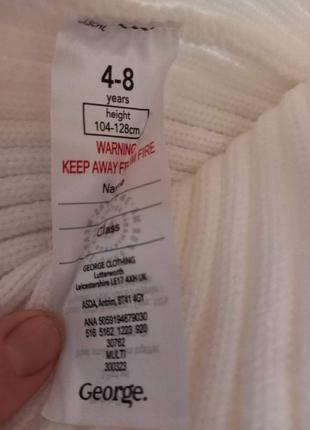 4-8
years
height
104-128cm
WARNING
KEEP AWAY FROM FIRE
Name
Class
GEORGE CLOTHING
Lutterworth
Leicestershire LE17 4XH UK
ASDA, Antrim, BT41 4GY
ANA 5059194679030
516 5162 1223 920
30762
MULTI
300323
George.